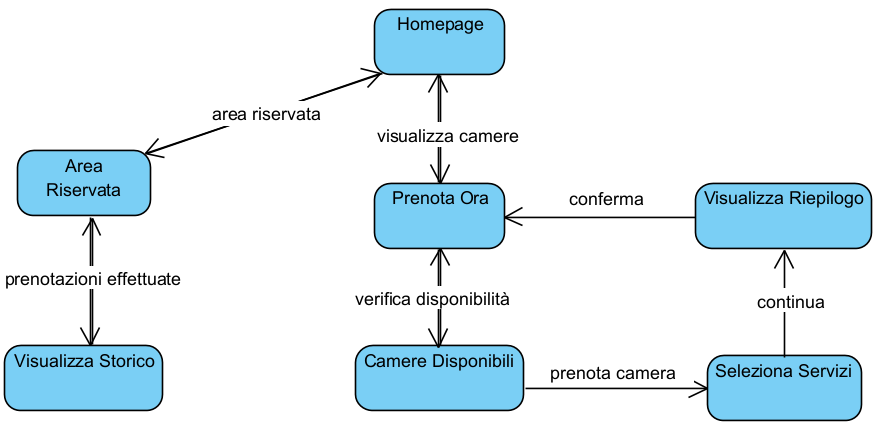 Homepage
area riservata
visualizza camere
Area
Riservata
Prenota Ora
conferma
Visualizza Riepilogo
prenotazioni effettuate
verifica disponibilità
continua
Visualizza Storico
Camere Disponibili
prenota camera
Seleziona Servizi